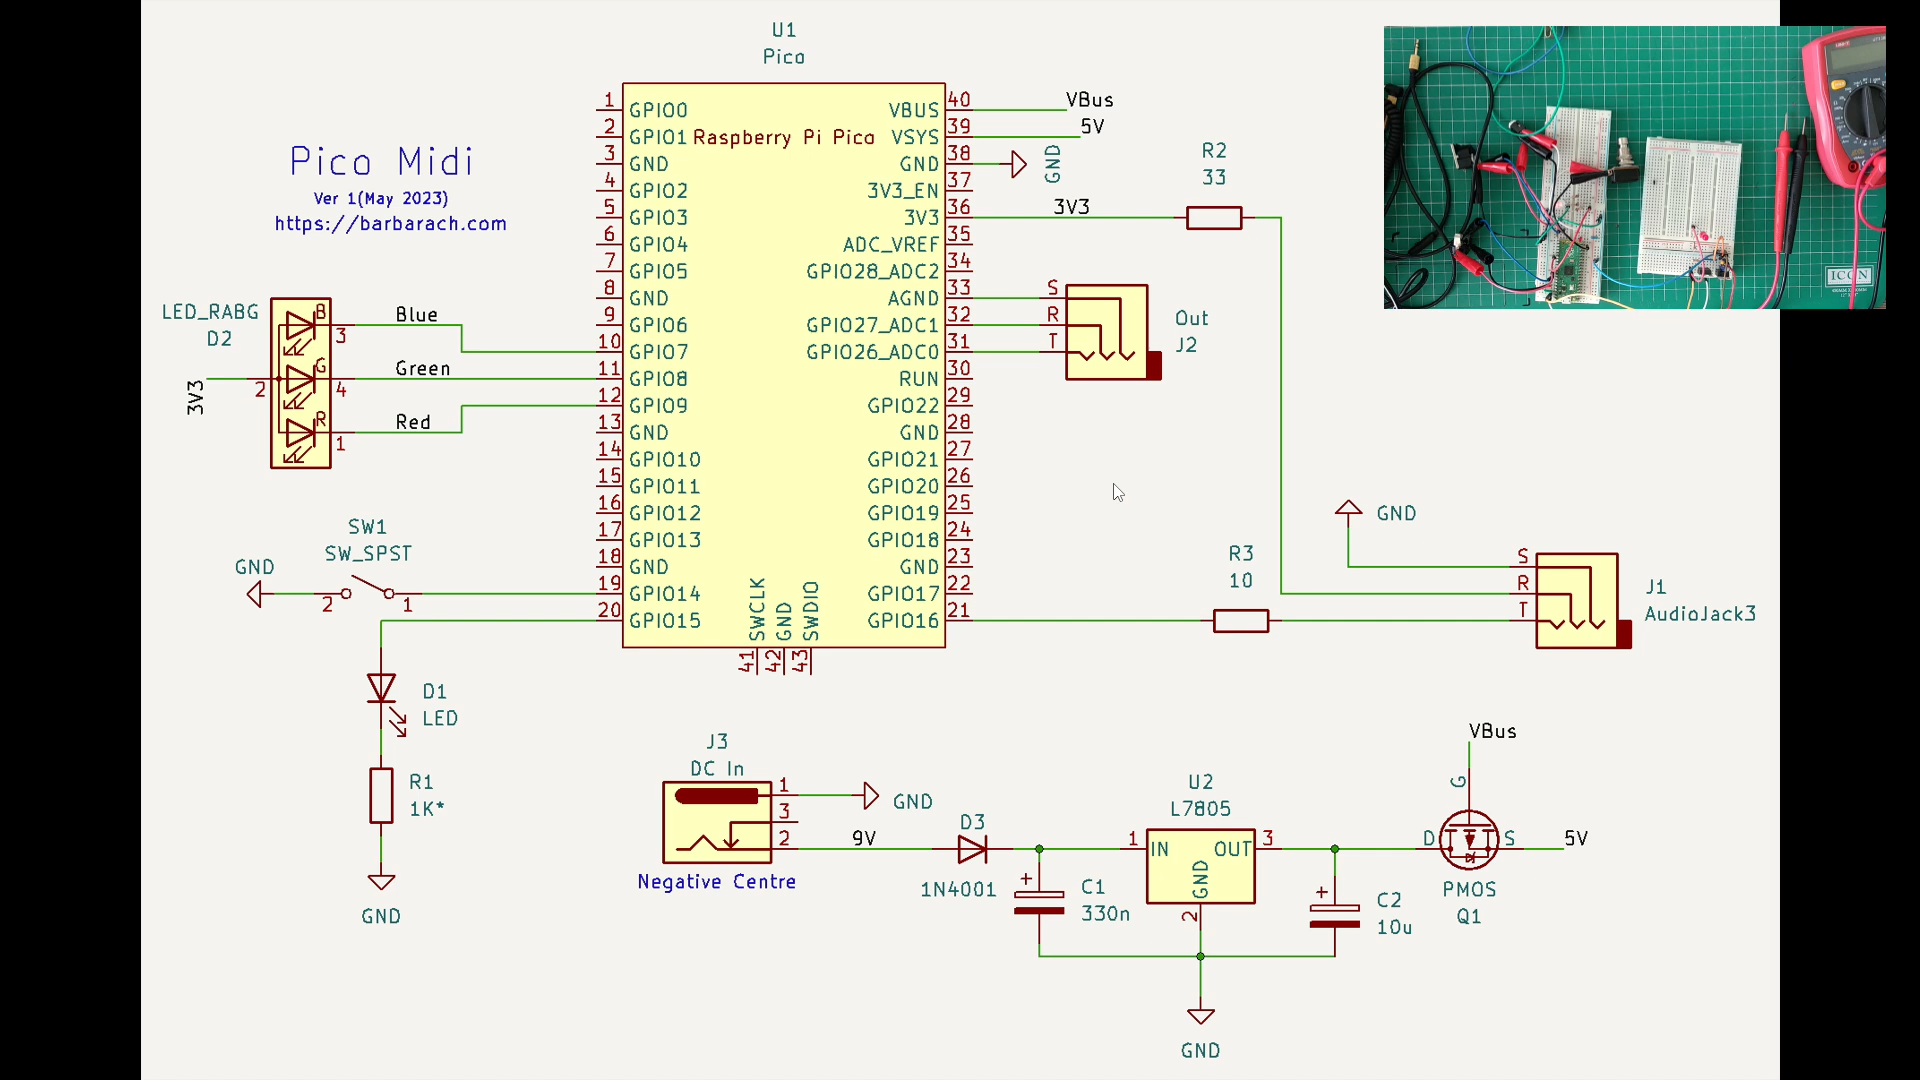 U1
Pico
Raspberry Pi Pico
1 GPIO0
2 GPIO1
3 GND
4 GPIO2
5 GPIO3
6 GPIO4
7 GPIO5
8 GND
9 GPIO6
10 GPIO7
11 GPIO8
12 GPIO9
13 GND
14 GPIO10
15 GPIO11
16 GPIO12
17 GPIO13
18 GND
19 GPIO14
20 GPIO15
VBUS 40
VSYS 39
GND 38
3V3_EN 37
3V3 36
ADC_VREF 35
GPIO28_ADC2 34
AGND 33
GPIO27_ADC1 32
GPIO26_ADC0 31
RUN 30
GPIO22 29
GND 28
GPIO21 27
GPIO20 26
GPIO19 25
GPIO18 24
GND 23
GPIO17 22
GPIO16 21
SWCLK 41
GND 42
SWDIO 43
VBus
5V
GND
3V3
R2
33
Pico Midi
Ver 1(May 2023)
https://barbarach.com
LED_RABG
D2
3V3
2
B
3
G
4
R
1
Blue
Green
Red
S
R
T
Out
J2
SW1
SW_SPST
GND
2
1
D1
LED
R1
1K*
GND
R3
10
GND
S
R
T
J1
AudioJack3
J3
DC In
1
3
2
GND
9V
Negative Centre
D3
1N4001
C1
330n
+
U2
L7805
1 IN
OUT 3
GND
2
+
C2
10u
GND
VBus
G
D
S
5V
PMOS
Q1
ICON